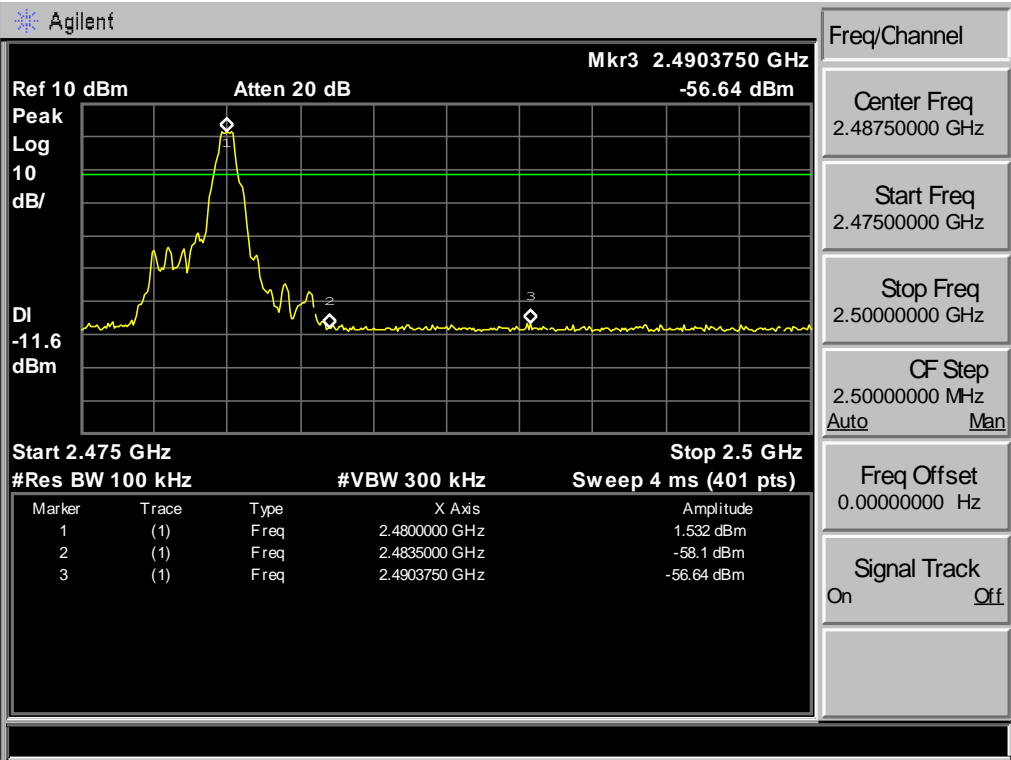 Agilent
Freq/Channel
Mkr3 2.4903750 GHz
Ref 10 dBm Atten 20 dB -56.64 dBm
Peak
Log
10
dB/
1
2
3
DI
-11.6
dBm
Start 2.475 GHz Stop 2.5 GHz
#Res BW 100 kHz #VBW 300 kHz Sweep 4 ms (401 pts)
Marker Trace Type X Axis Amplitude
1 (1) Freq 2.4800000 GHz 1.532 dBm
2 (1) Freq 2.4835000 GHz -58.1 dBm
3 (1) Freq 2.4903750 GHz -56.64 dBm
Center Freq
2.48750000 GHz
Start Freq
2.47500000 GHz
Stop Freq
2.50000000 GHz
CF Step
2.50000000 MHz
Auto Man
Freq Offset
0.00000000 Hz
Signal Track
On Off